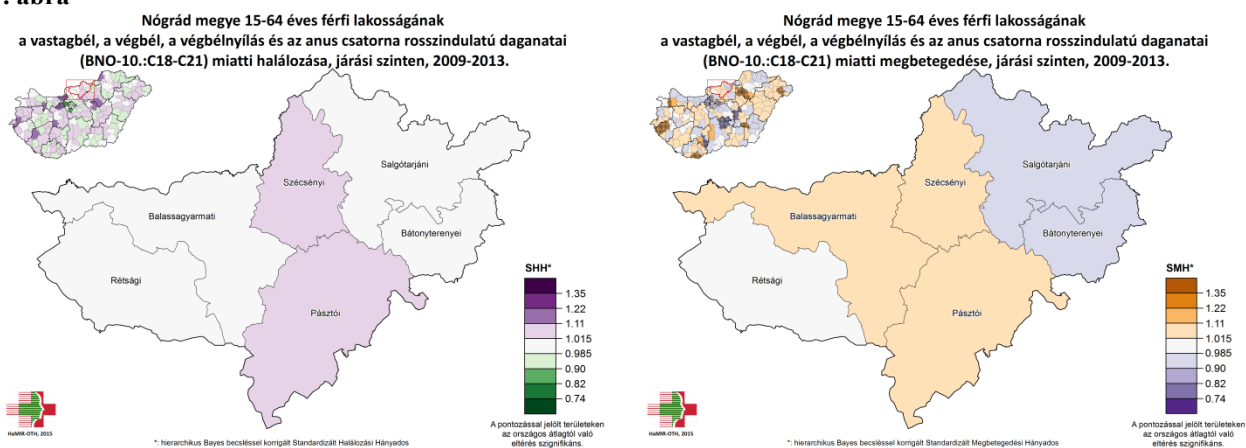 . ábra
Nógrád megye 15-64 éves férfi lakosságának
a vastagbél, a végbél, a végbélnyílás és az anus csatorna rosszindulatú daganatai
(BNO-10.:C18-C21) miatti halálozása, járási szinten, 2009-2013.
Salgótarjáni
Szécsényi
Balassagyarmati
Bátonyterenyei
Rétsági
Pásztói
SHH*
1.35
1.22
1.11
1.015
0.985
0.90
0.82
0.74
HaMIR-OTH, 2015
*: hierarchikus Bayes becsléssel korrigált Standardizált Halálozási Hányados
A pontozással jelölt területeken
az országos átlagtól való
eltérés szignifikáns.
Nógrád megye 15-64 éves férfi lakosságának
a vastagbél, a végbél, a végbélnyílás és az anus csatorna rosszindulatú daganatai
(BNO-10.:C18-C21) miatti megbetegedése, járási szinten, 2009-2013.
Salgótarjáni
Szécsényi
Balassagyarmati
Bátonyterenyei
Rétsági
Pásztói
SMH*
1.35
1.22
1.11
1.015
0.985
0.90
0.82
0.74
HaMIR-OTH, 2015
*: hierarchikus Bayes becsléssel korrigált Standardizált Megbetegedési Hányados
A pontozással jelölt területeken
az országos átlagtól való
eltérés szignifikáns.